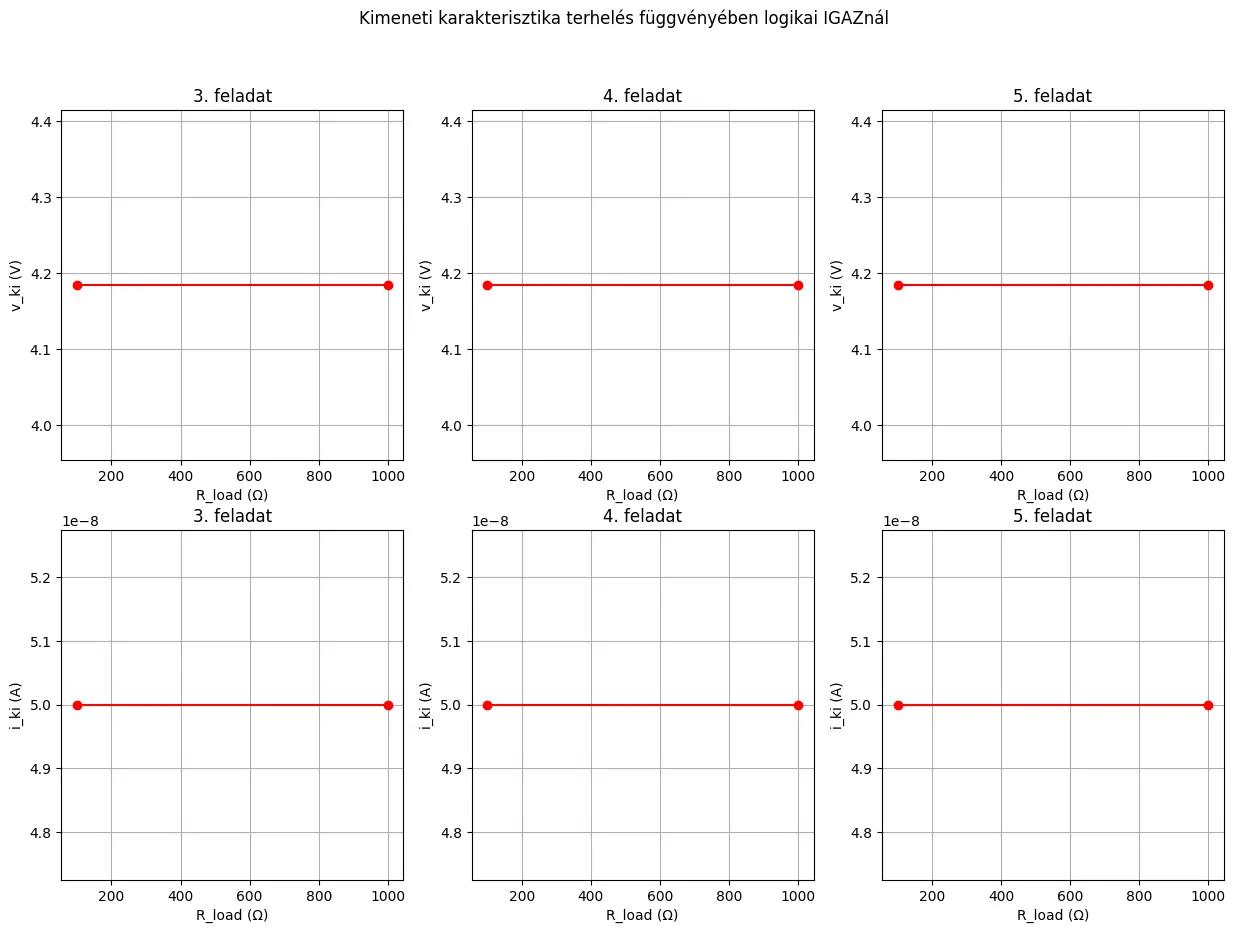 Kimeneti karakterisztika terhelés függvényében logikai IGAZnál
3. feladat
4.4
4.3
4.2
4.1
4.0
v_ki (V)
200 400 600 800 1000
R_load (Ω)
4. feladat
4.4
4.3
4.2
4.1
4.0
v_ki (V)
200 400 600 800 1000
R_load (Ω)
5. feladat
4.4
4.3
4.2
4.1
4.0
v_ki (V)
200 400 600 800 1000
R_load (Ω)
3. feladat
1e−8
5.2
5.1
5.0
4.9
4.8
i_ki (A)
200 400 600 800 1000
R_load (Ω)
4. feladat
1e−8
5.2
5.1
5.0
4.9
4.8
i_ki (A)
200 400 600 800 1000
R_load (Ω)
5. feladat
1e−8
5.2
5.1
5.0
4.9
4.8
i_ki (A)
200 400 600 800 1000
R_load (Ω)